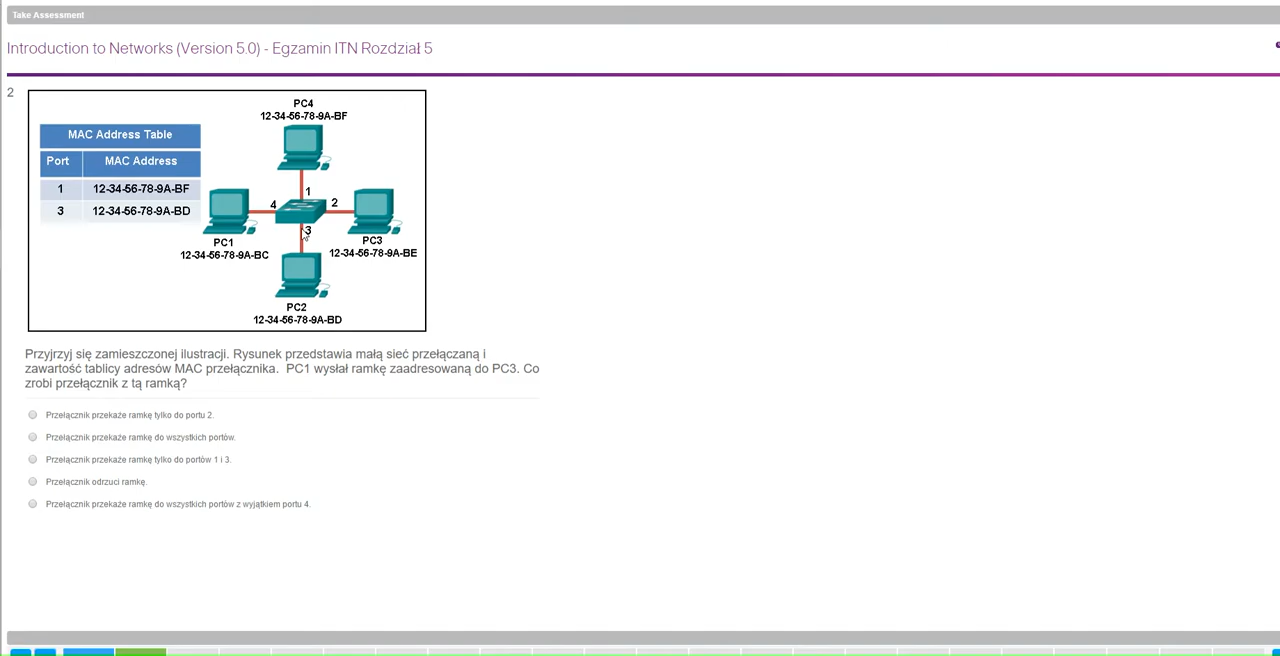 Take Assessment
Introduction to Networks (Version 5.0) - Egzamin ITN Rozdział 5
2
PC4
12-34-56-78-9A-BF
MAC Address Table
Port MAC Address
1 12-34-56-78-9A-BF
3 12-34-56-78-9A-BD
1
4
2
3
PC1
12-34-56-78-9A-BC
PC3
12-34-56-78-9A-BE
PC2
12-34-56-78-9A-BD
Przyjrzyj się zamieszczonej ilustracji. Rysunek przedstawia małą sieć przełączaną i
zawartość tablicy adresów MAC przełącznika. PC1 wysłał ramkę zaadresowaną do PC3. Co
zrobi przełącznik z tą ramką?
Przełącznik przekaże ramkę tylko do portu 2.
Przełącznik przekaże ramkę do wszystkich portów.
Przełącznik przekaże ramkę tylko do portów 1 i 3.
Przełącznik odrzuci ramkę.
Przełącznik przekaże ramkę do wszystkich portów z wyjątkiem portu 4.